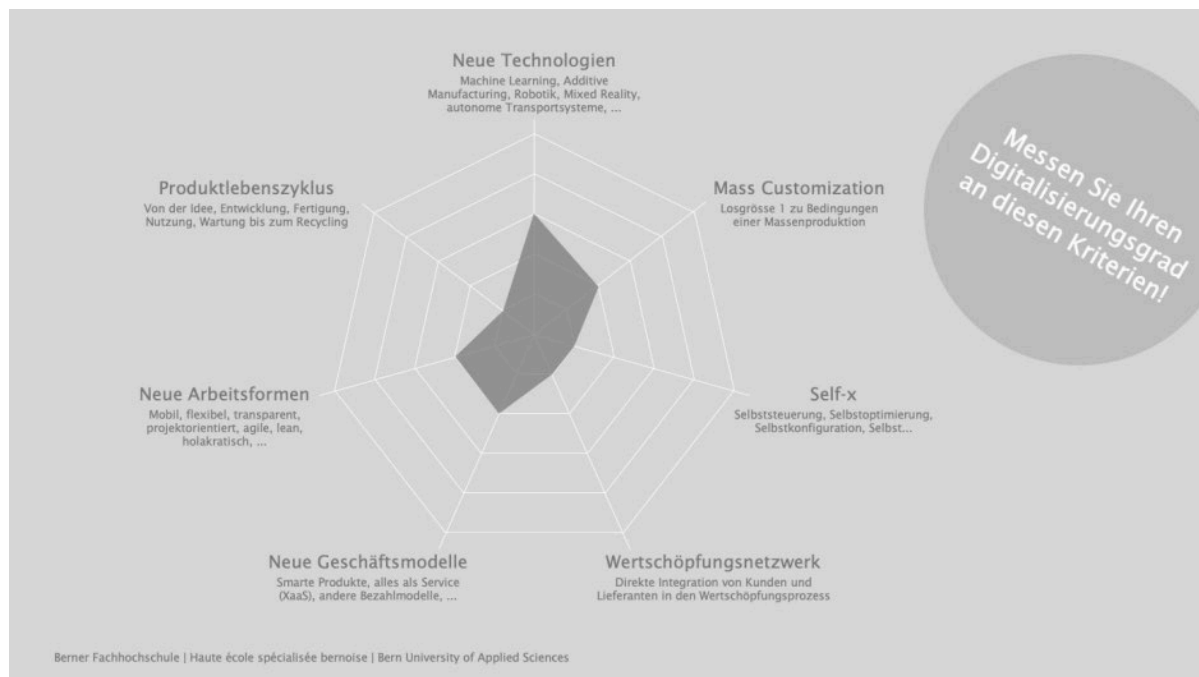 Neue Technologien
Machine Learning, Additive
Manufacturing, Robotik, Mixed Reality,
autonome Transportsysteme, ...
Produktlebenszyklus
Von der Idee, Entwicklung, Fertigung,
Nutzung, Wartung bis zum Recycling
Mass Customization
Losgrösse 1 zu Bedingungen
einer Massenproduktion
Messen Sie Ihren
Digitalisierungsgrad
an diesen Kriterien!
Neue Arbeitsformen
Mobil, flexibel, transparent,
projektorientiert, agile, lean,
holakratisch, ...
Self-x
Selbststeuerung, Selbstoptimierung,
Selbstkonfiguration, Selbst...
Neue Geschäftsmodelle
Smarte Produkte, alles als Service
(XaaS), andere Bezahlmodelle, ...
Wertschöpfungsnetzwerk
Direkte Integration von Kunden und
Lieferanten in den Wertschöpfungsprozess
Berner Fachhochschule | Haute école spécialisée bernoise | Bern University of Applied Sciences